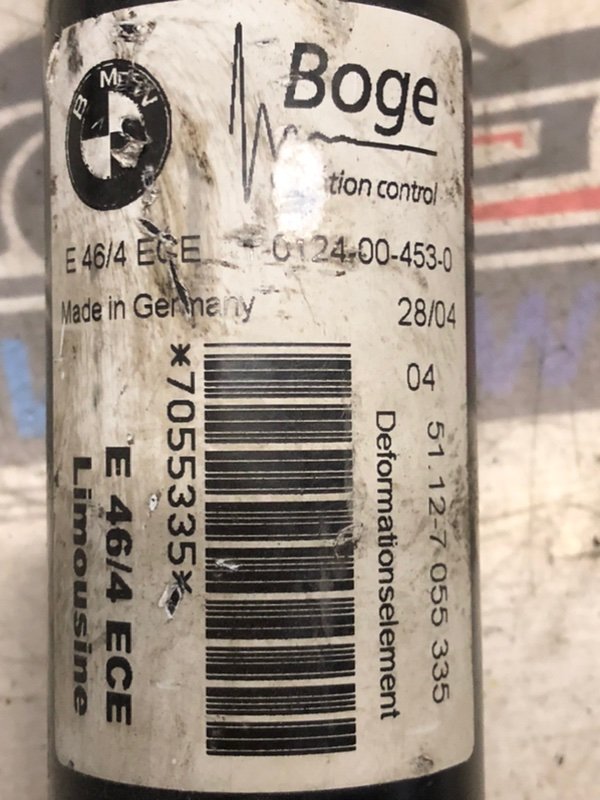 BMW
Boge
tion control
E 46/4 ECE 0124-00-453-0
Made in Germany 28/04
04
51.12-7 055 335
Deformationselement
*7055335*
E 46/4 ECE
Limousine